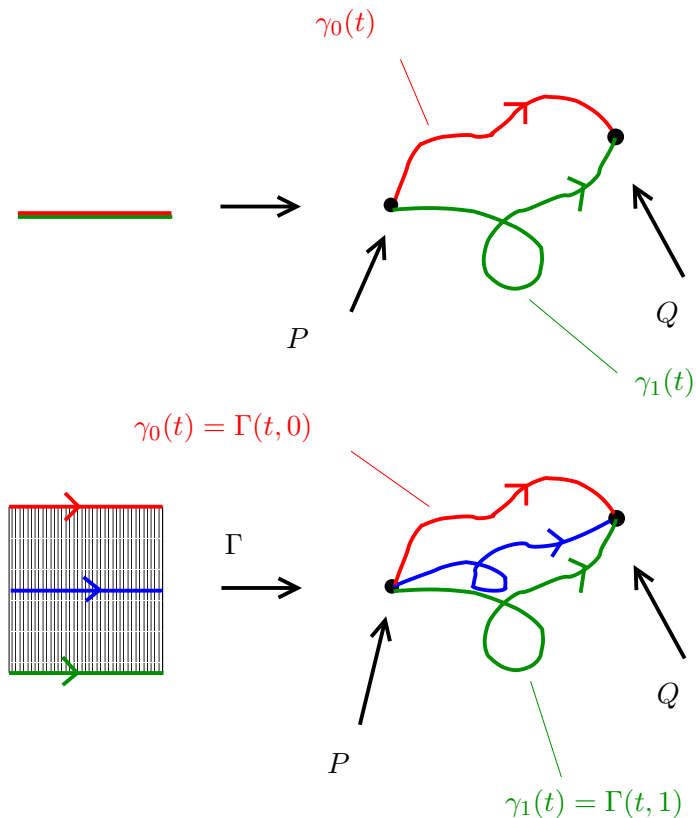 γ₀(t)
P
Q
γ₁(t)
γ₀(t) = Γ(t, 0)
Γ
Q
P
γ₁(t) = Γ(t, 1)